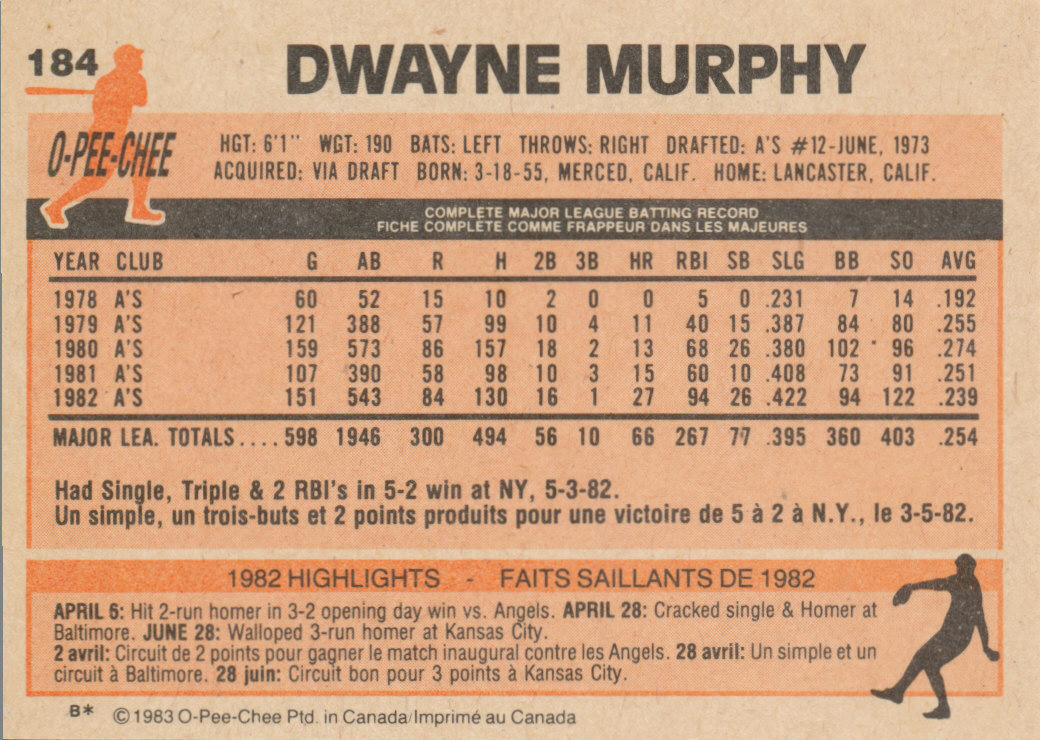 184
DWAYNE MURPHY
O-PEE-CHEE
HGT: 6'1" WGT: 190 BATS: LEFT THROWS: RIGHT DRAFTED: A'S #12-JUNE, 1973
ACQUIRED: VIA DRAFT BORN: 3-18-55, MERCED, CALIF. HOME: LANCASTER, CALIF.
COMPLETE MAJOR LEAGUE BATTING RECORD
FICHE COMPLÈTE COMME FRAPPEUR DANS LES MAJEURES
YEAR CLUB G AB R H 2B 3B HR RBI SB SLG BB SO AVG
1978 A'S 60 52 15 10 2 0 0 5 0 .231 7 14 .192
1979 A'S 121 388 57 99 10 4 11 40 15 .387 84 80 .255
1980 A'S 159 573 86 157 18 2 13 68 26 .380 102 96 .274
1981 A'S 107 390 58 98 10 3 15 60 10 .408 73 91 .251
1982 A'S 151 543 84 130 16 1 27 94 26 .422 94 122 .239
MAJOR LEA. TOTALS.... 598 1946 300 494 56 10 66 267 77 .395 360 403 .254
Had Single, Triple & 2 RBI's in 5-2 win at NY, 5-3-82.
Un simple, un trois-buts et 2 points produits pour une victoire de 5 à 2 à N.Y., le 3-5-82.
1982 HIGHLIGHTS - FAITS SAILLANTS DE 1982
APRIL 6: Hit 2-run homer in 3-2 opening day win vs. Angels. APRIL 28: Cracked single & Homer at
Baltimore. JUNE 28: Walloped 3-run homer at Kansas City.
2 avril: Circuit de 2 points pour gagner le match inaugural contre les Angels. 28 avril: Un simple et un
circuit à Baltimore. 28 juin: Circuit bon pour 3 points à Kansas City.
B* © 1983 O-Pee-Chee Ptd. in Canada/Imprimé au Canada